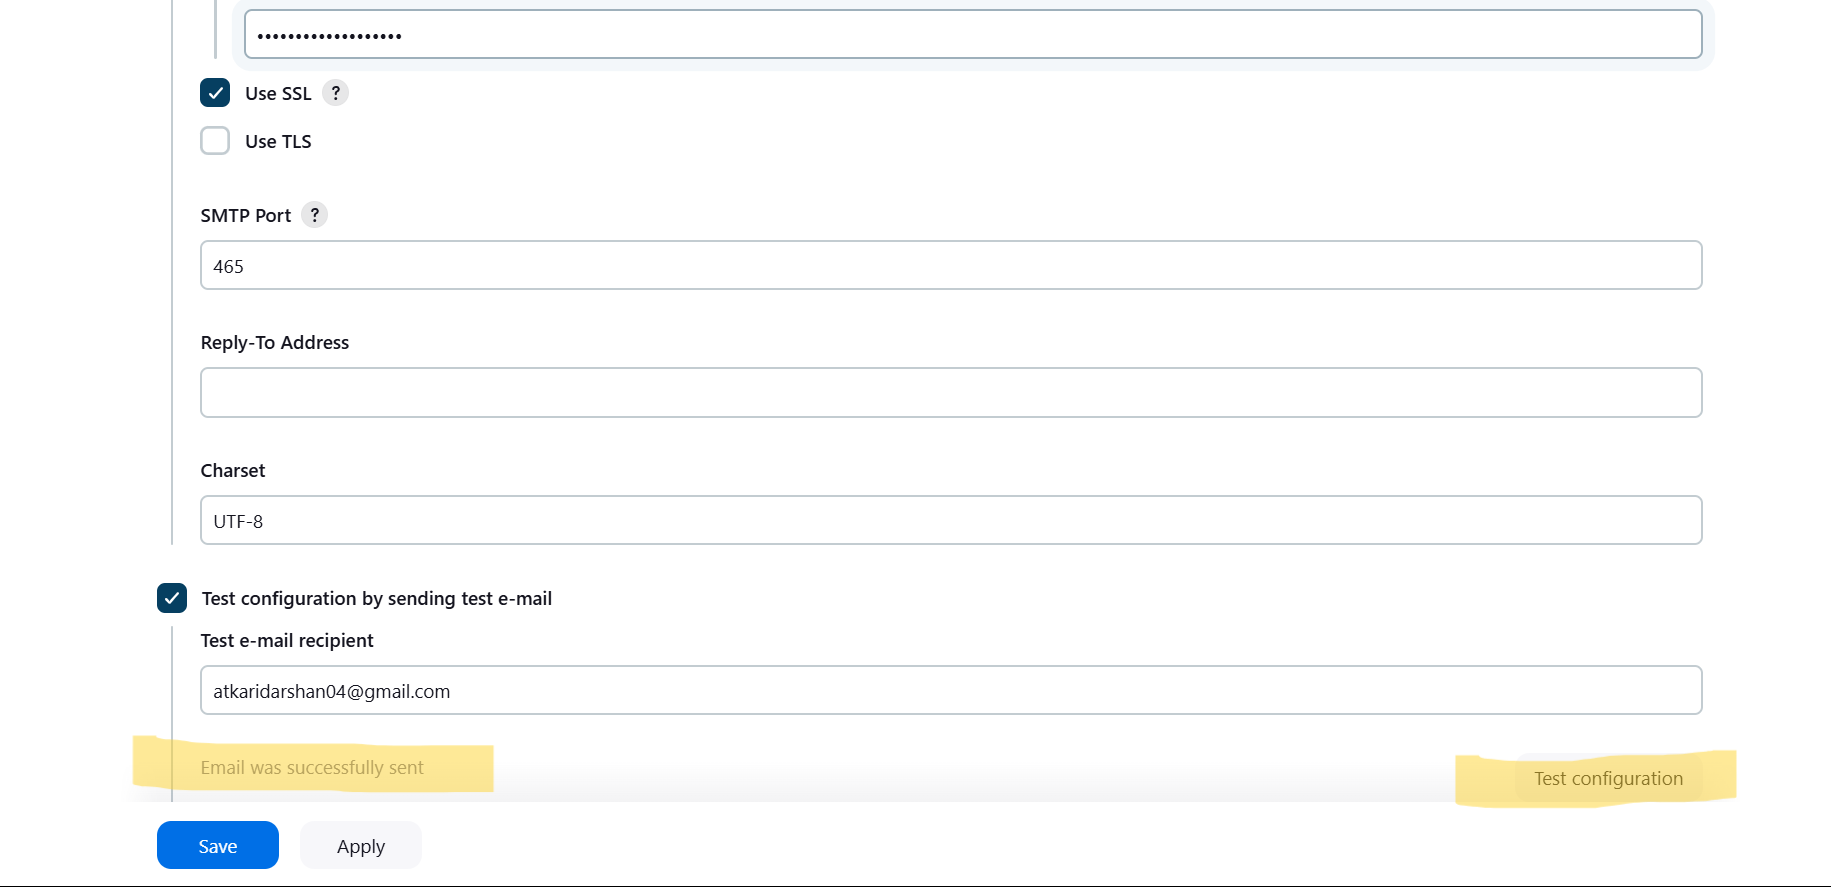 •••••••••••••••••••
Use SSL ?
Use TLS
SMTP Port ?
465
Reply-To Address
Charset
UTF-8
Test configuration by sending test e-mail
Test e-mail recipient
atkaridarshan04@gmail.com
Email was successfully sent
Test configuration
Save
Apply